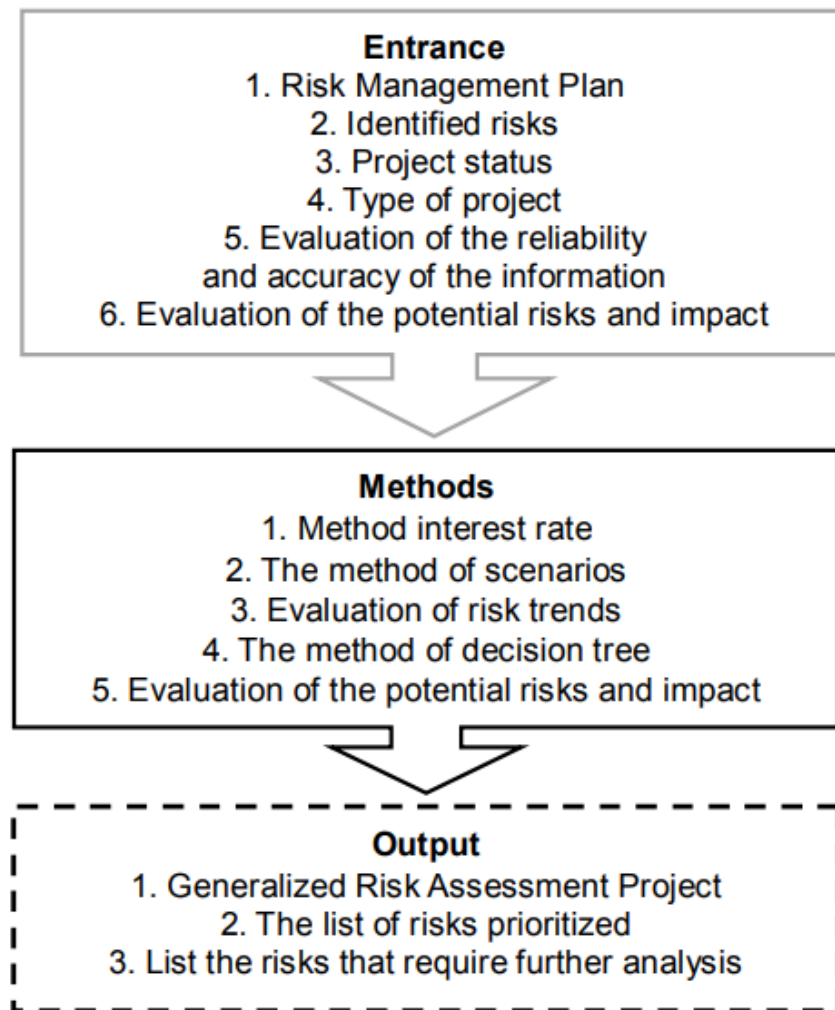 Entrance
1. Risk Management Plan
2. Identified risks
3. Project status
4. Type of project
5. Evaluation of the reliability
and accuracy of the information
6. Evaluation of the potential risks and impact
Methods
1. Method interest rate
2. The method of scenarios
3. Evaluation of risk trends
4. The method of decision tree
5. Evaluation of the potential risks and impact
Output
1. Generalized Risk Assessment Project
2. The list of risks prioritized
3. List the risks that require further analysis